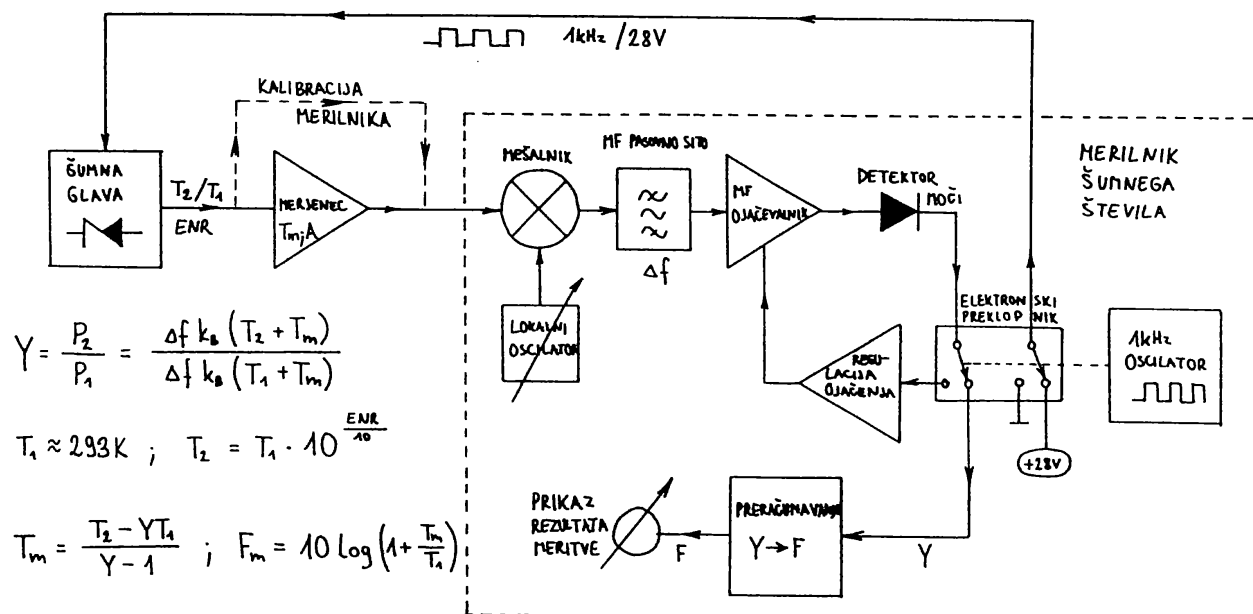 1kHz / 28V
KALIBRACIJA
MERILNIKA
ŠUMNA
GLAVA
T₂/T₁
ENR
MERJENEC
Tₘ, A
MEŠALNIK
MF PASOVNO SITO
Δf
MF
OJAČEVALNIK
DETEKTOR
MOČI
MERILNIK
ŠUMNEGA
ŠTEVILA
LOKALNI
OSCILATOR
REGU-
LACIJA
OJAČENJA
ELEKTRONSKI
PREKLOPNIK
1kHz
OSCILATOR
+28V
Y = P₂ / P₁ = Δf k_B (T₂ + Tₘ) / Δf k_B (T₁ + Tₘ)
T₁ ≈ 293K ; T₂ = T₁ · 10^(ENR/10)
Tₘ = (T₂ - YT₁) / (Y - 1) ; Fₘ = 10 log (1 + Tₘ/T₁)
PRIKAZ
REZULTATA
MERITVE
F
PRERAČUNAVANJE
Y → F
Y